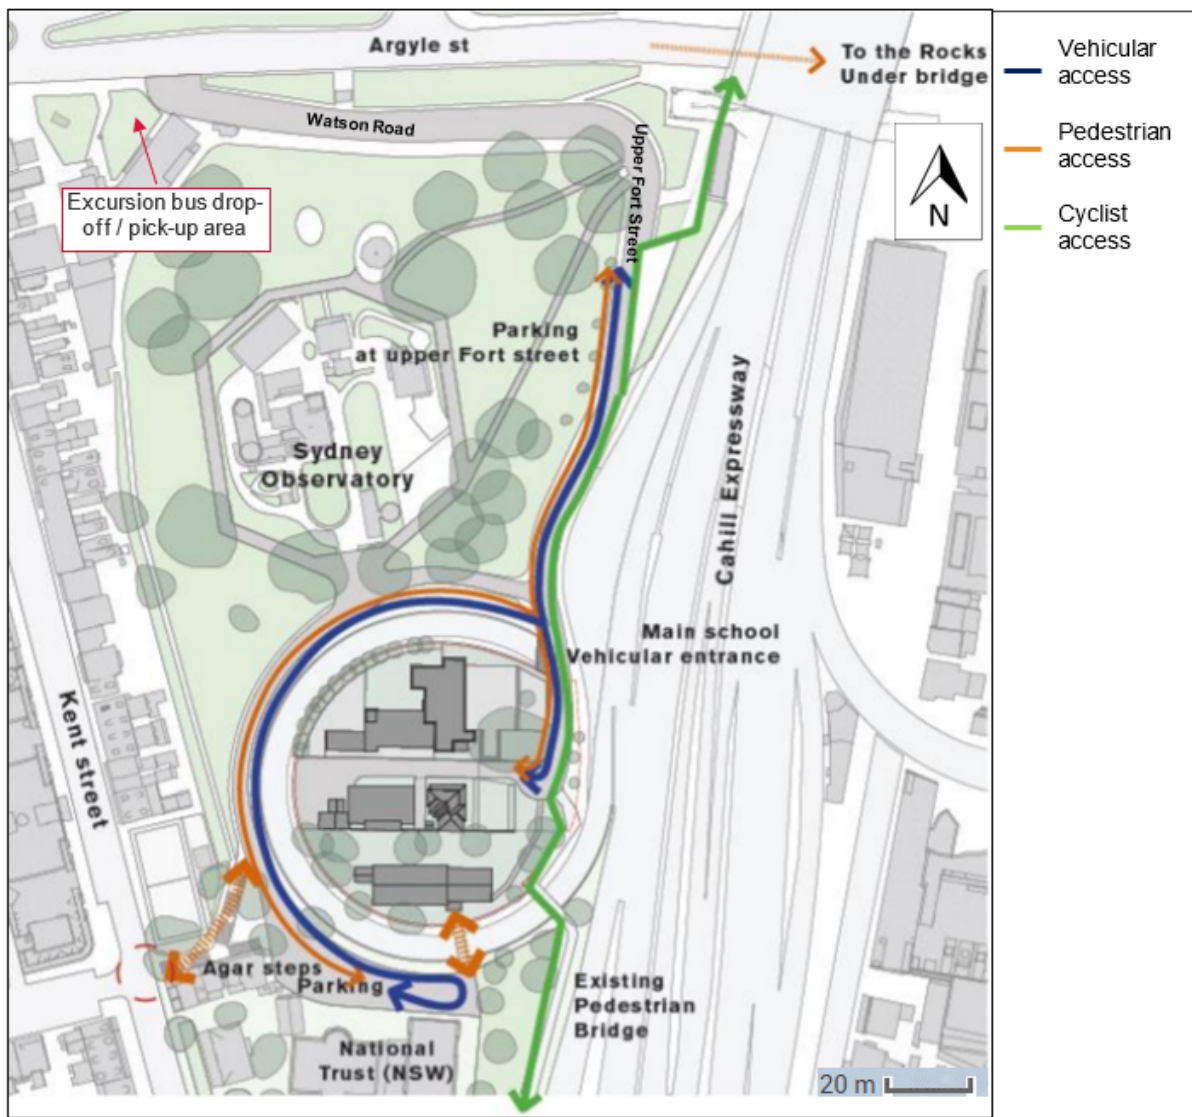 Argyle st
To the Rocks
Under bridge
Vehicular
access
Pedestrian
access
Cyclist
access
Watson Road
Upper Fort Street
N
Excursion bus drop-
off / pick-up area
Parking
at upper Fort street
Sydney
Observatory
Cahill Expressway
Main school
Vehicular entrance
Kent street
Agar steps
Parking
Existing
Pedestrian
Bridge
National
Trust (NSW)
20 m